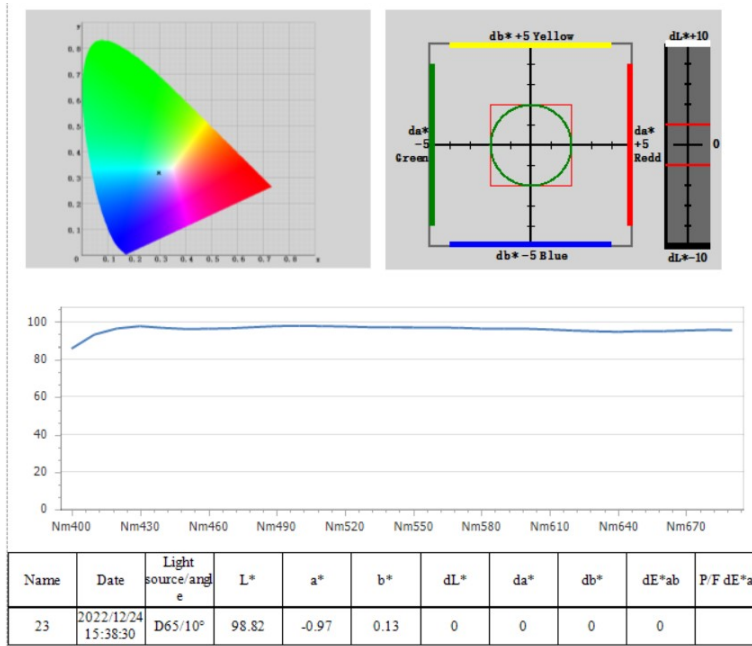 y
0.8
0.7
0.6
0.5
0.4
0.3
0.2
0.1
0 0.1 0.2 0.3 0.4 0.5 0.6 0.7 0.8 x
db* +5 Yellow
da*
-5
Green
da*
+5
Redd
db* -5 Blue
dL*+10
0
dL*-10
100
80
60
40
20
0
Nm400 Nm430 Nm460 Nm490 Nm520 Nm550 Nm580 Nm610 Nm640 Nm670
Name Date Light source/angl e L* a* b* dL* da* db* dE*ab P/F dE*a
23 2022/12/24 15:38:30 D65/10° 98.82 -0.97 0.13 0 0 0 0